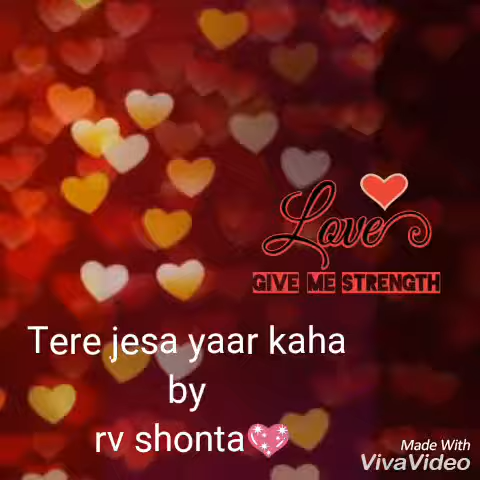 Love
GIVE ME STRENGTH
Tere jesa yaar kaha
by
rv shonta💖
Made With
VivaVideo